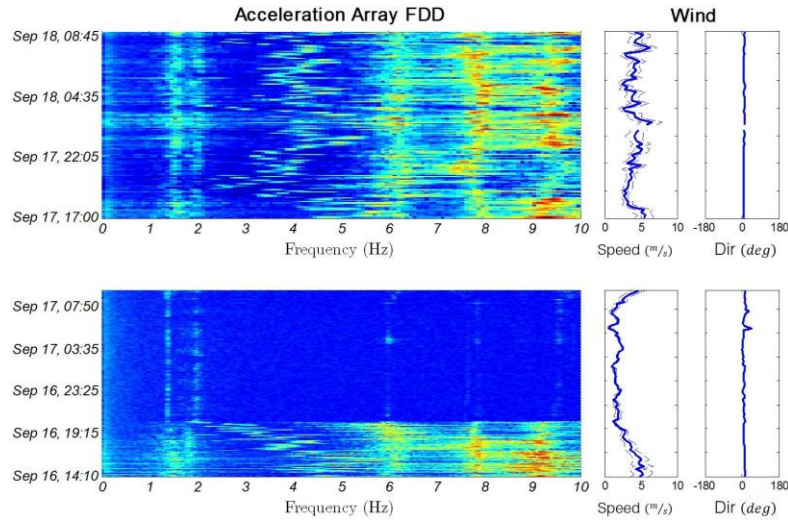 Acceleration Array FDD
Wind
Sep 18, 08:45
Sep 18, 04:35
Sep 17, 22:05
Sep 17, 17:00
0 1 2 3 4 5 6 7 8 9 10
0 5 10
-180 0 180
Frequency (Hz)
Speed (m/s)
Dir (deg)
Sep 17, 07:50
Sep 17, 03:35
Sep 16, 23:25
Sep 16, 19:15
Sep 16, 14:10
0 1 2 3 4 5 6 7 8 9 10
0 5 10
-180 0 180
Frequency (Hz)
Speed (m/s)
Dir (deg)